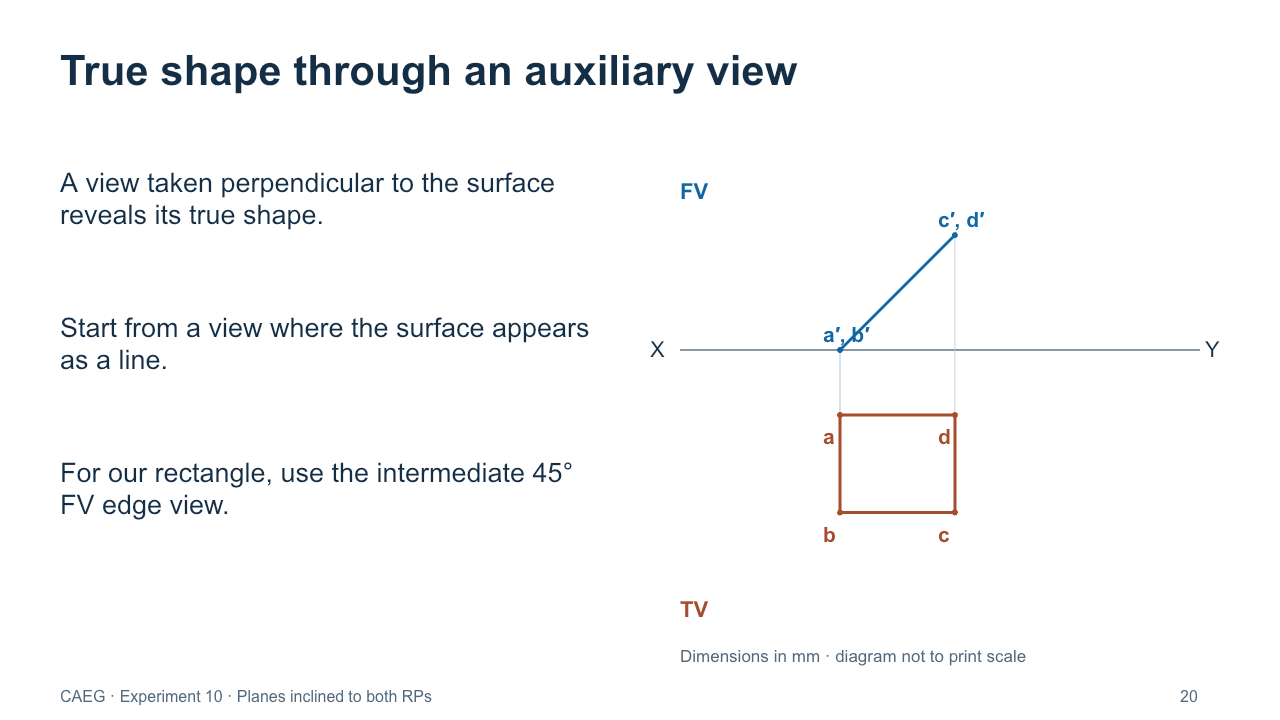 True shape through an auxiliary view
A view taken perpendicular to the surface
reveals its true shape.
Start from a view where the surface appears
as a line.
For our rectangle, use the intermediate 45°
FV edge view.
FV
c′, d′
a′, b′
X
Y
a
d
b
c
TV
Dimensions in mm · diagram not to print scale
CAEG · Experiment 10 · Planes inclined to both RPs
20